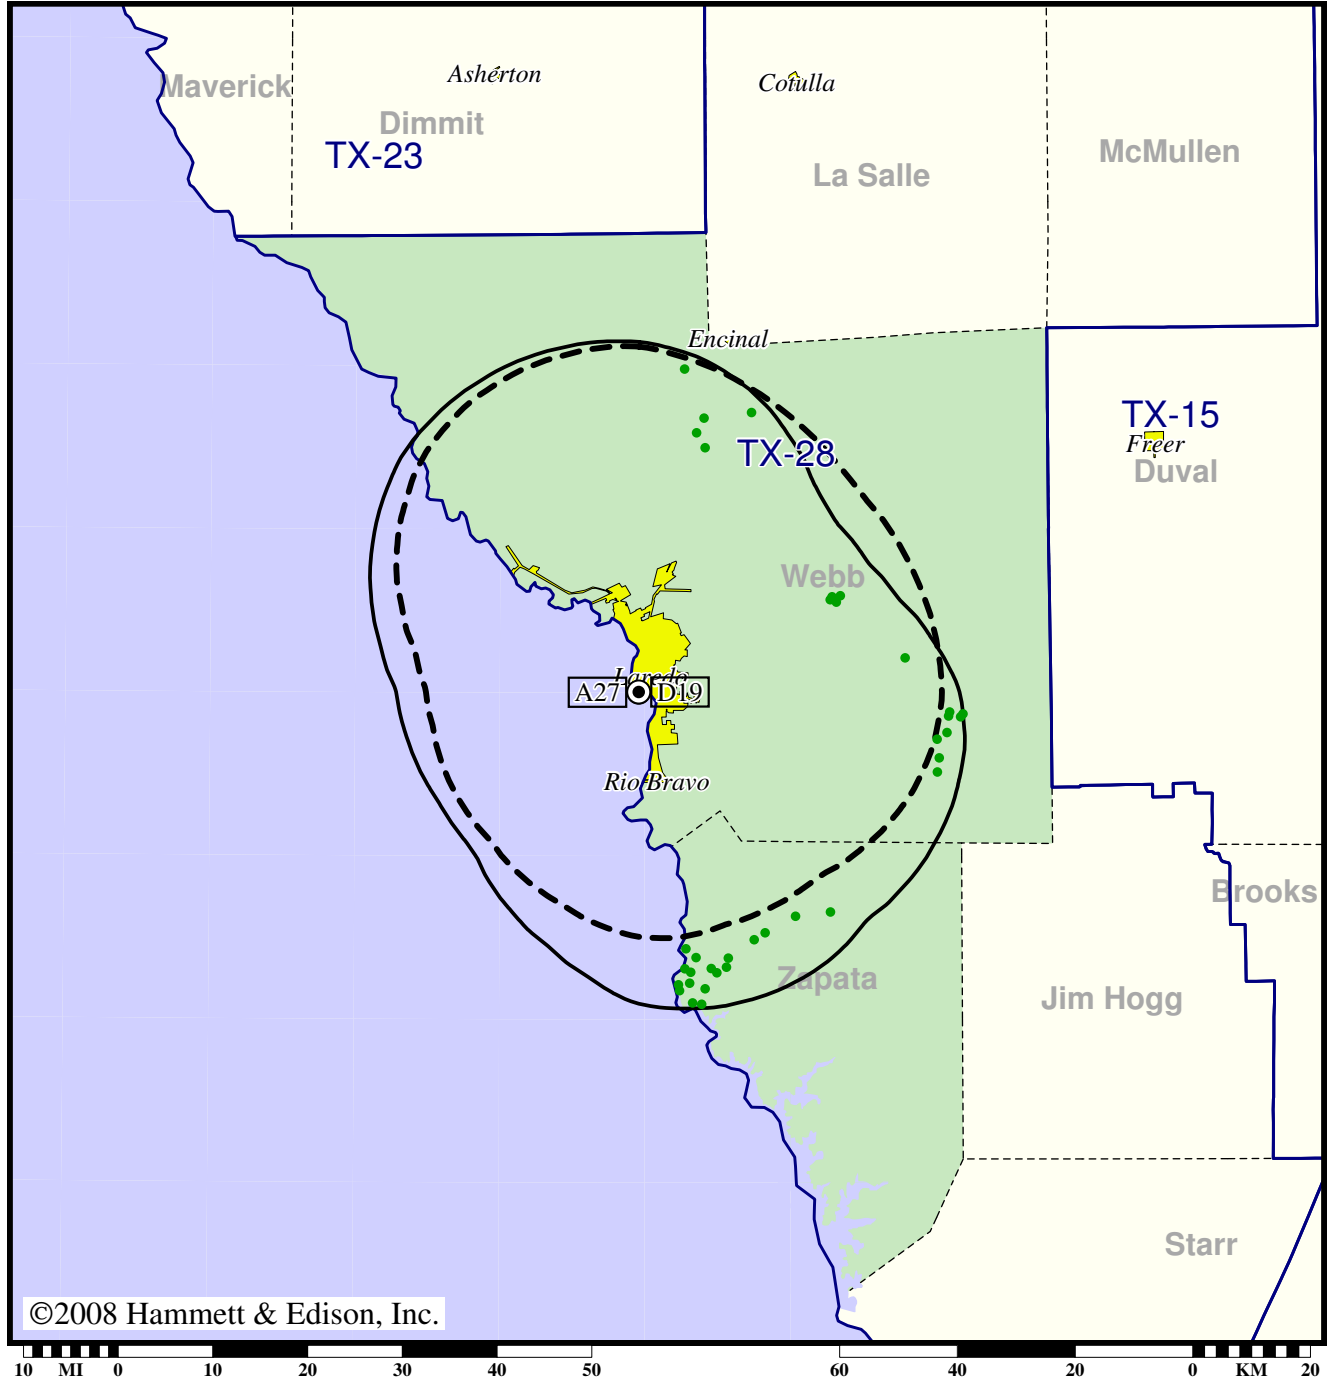 Asherton
Cotulla
Maverick
Dimmit
TX-23
McMullen
La Salle
Encinal
TX-15
Freer
TX-28
Duval
Webb
Laredo
A27 D19
Rio Bravo
Brooks
Zapata
Jim Hogg
Starr
©2008 Hammett & Edison, Inc.
10 MI 0 10 20 30 40 50 60 40 20 0 KM 20